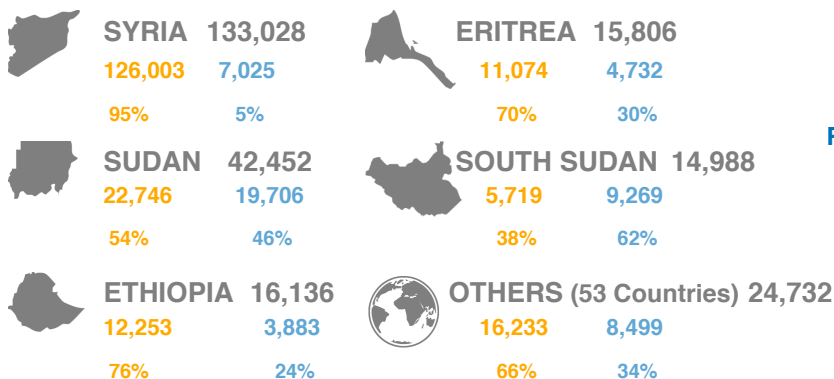 SYRIA 133,028
126,003 7,025
95% 5%
ERITREA 15,806
11,074 4,732
70% 30%
SUDAN 42,452
22,746 19,706
54% 46%
SOUTH SUDAN 14,988
5,719 9,269
38% 62%
ETHIOPIA 16,136
12,253 3,883
76% 24%
OTHERS (53 Countries) 24,732
16,233 8,499
66% 34%